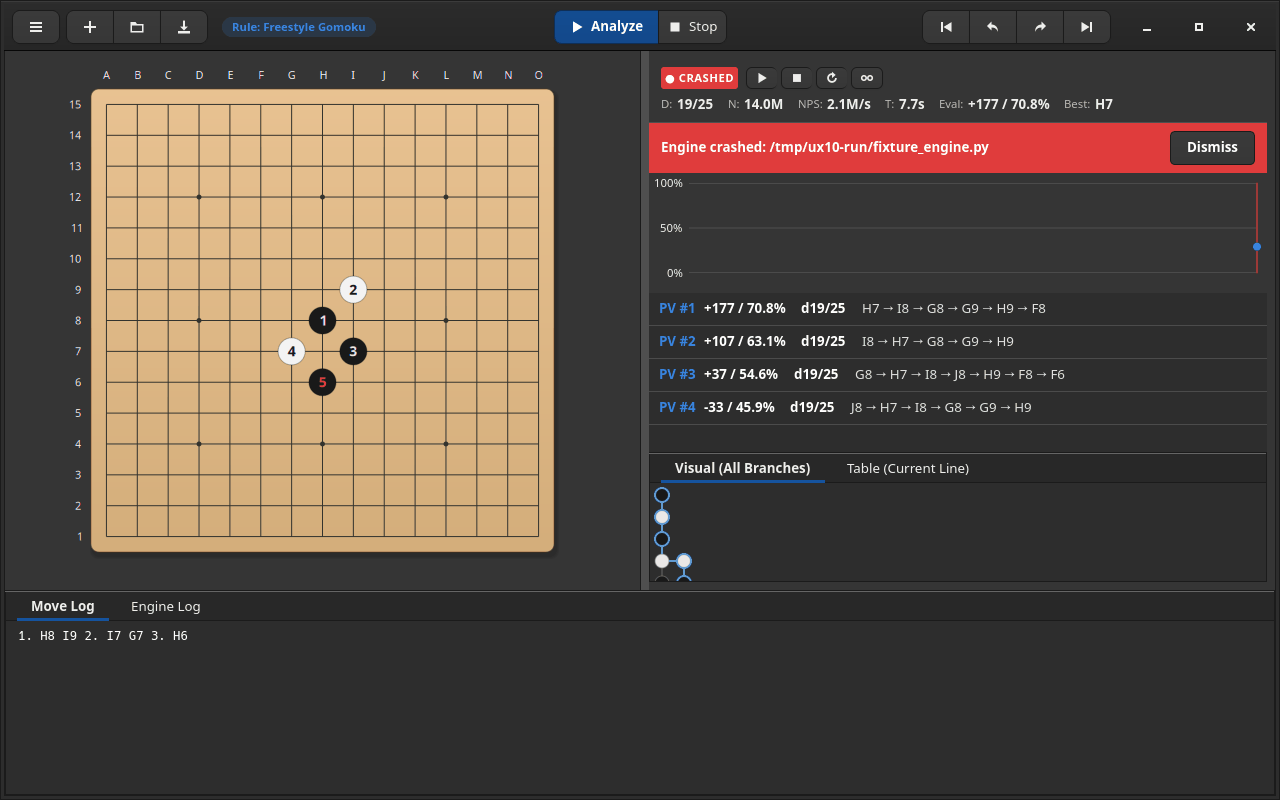 Rule: Freestyle Gomoku
Analyze
Stop
A B C D E F G H I J K L M N O
15
14
13
12
11
10
9
8
7
6
5
4
3
2
1
2
1
4
3
5
CRASHED
D: 19/25 N: 14.0M NPS: 2.1M/s T: 7.7s Eval: +177 / 70.8% Best: H7
Engine crashed: /tmp/ux10-run/fixture_engine.py
Dismiss
100%
50%
0%
PV #1 +177 / 70.8% d19/25 H7 → I8 → G8 → G9 → H9 → F8
PV #2 +107 / 63.1% d19/25 I8 → H7 → G8 → G9 → H9
PV #3 +37 / 54.6% d19/25 G8 → H7 → I8 → J8 → H9 → F8 → F6
PV #4 -33 / 45.9% d19/25 J8 → H7 → I8 → G8 → G9 → H9
Visual (All Branches) Table (Current Line)
Move Log Engine Log
1. H8 I9 2. I7 G7 3. H6